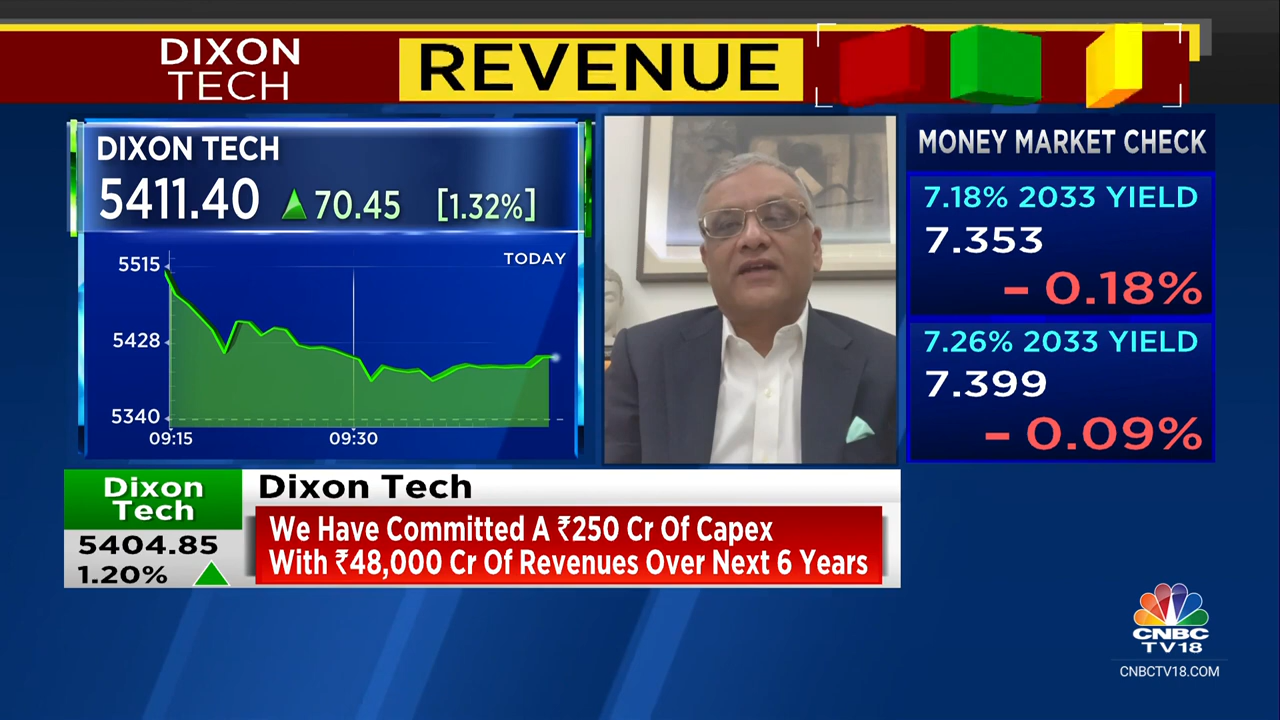 DIXON
TECH
REVENUE
DIXON TECH
5411.40 ▲ 70.45 [1.32%]
TODAY
5515
5428
5340
09:15 09:30
MONEY MARKET CHECK
7.18% 2033 YIELD
7.353
– 0.18%
7.26% 2033 YIELD
7.399
– 0.09%
Dixon
Tech
5404.85
1.20% ▲
Dixon Tech
We Have Committed A ₹250 Cr Of Capex
With ₹48,000 Cr Of Revenues Over Next 6 Years
CNBC
TV18
CNBCTV18.COM